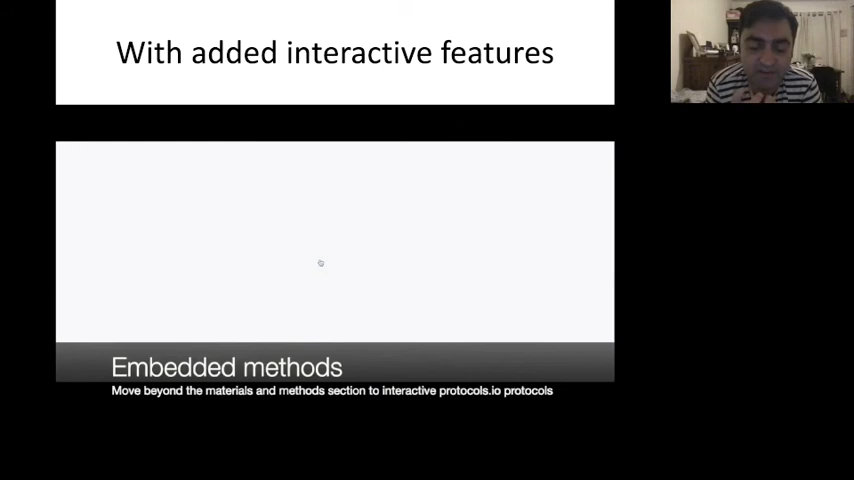 With added interactive features
Embedded methods
Move beyond the materials and methods section to interactive protocols.io protocols